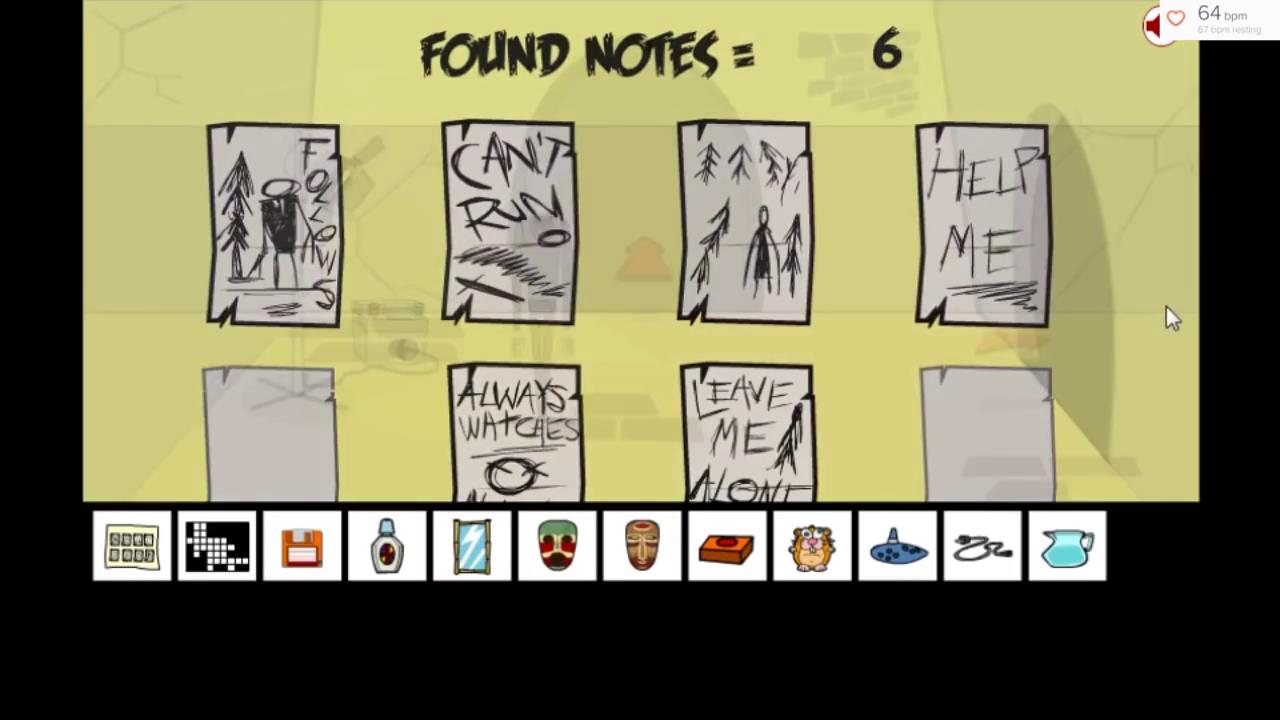 FOUND NOTES = 6
64 bpm
67 bpm resting
FOLLOWS
CAN'T
RUN
HELP
ME
ALWAYS
WATCHES
LEAVE
ME
ALONE